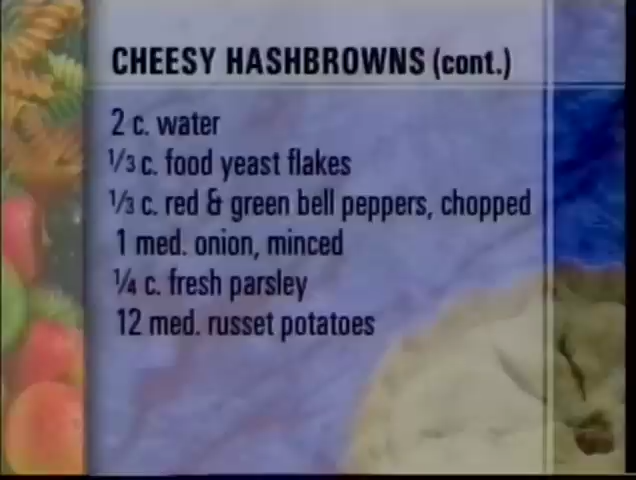 CHEESY HASHBROWNS (cont.)
2 c. water
1/3 c. food yeast flakes
1/3 c. red & green bell peppers, chopped
1 med. onion, minced
1/4 c. fresh parsley
12 med. russet potatoes